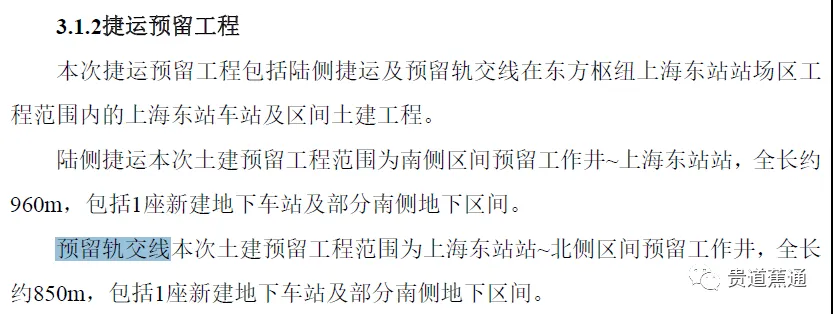 3.1.2捷运预留工程
本次捷运预留工程包括陆侧捷运及预留轨交线在东方枢纽上海东站站场区工
程范围内的上海东站车站及区间土建工程。
陆侧捷运本次土建预留工程范围为南侧区间预留工作井~上海东站站，全长约
960m，包括1座新建地下车站及部分南侧地下区间。
预留轨交线本次土建预留工程范围为上海东站站~北侧区间预留工作井，全长
约850m，包括1座新建地下车站及部分南侧地下区间。
贵道蕉通